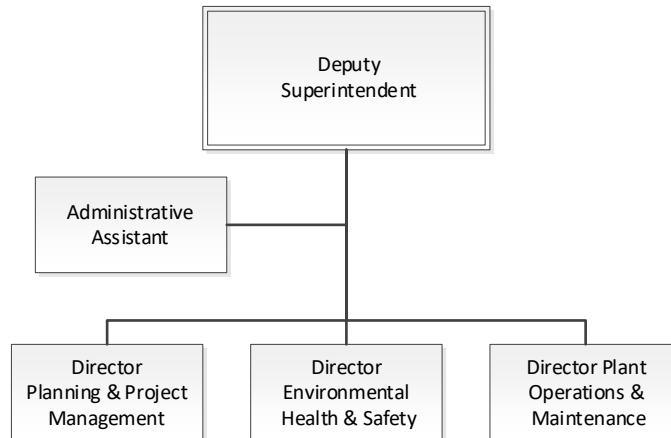 Deputy
Superintendent
Administrative
Assistant
Director
Planning & Project
Management
Director
Environmental
Health & Safety
Director Plant
Operations &
Maintenance